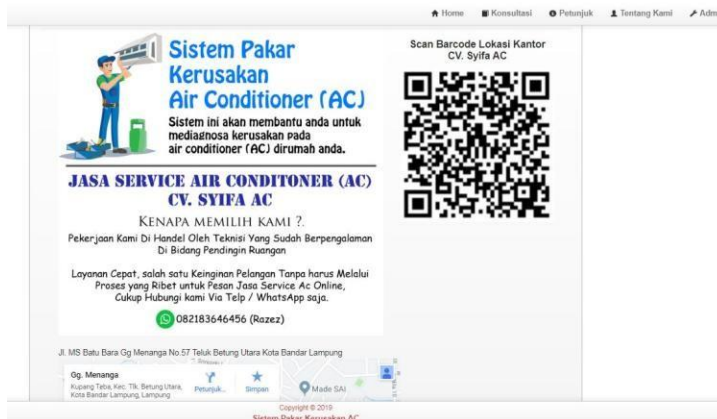 Home Konsultasi Petunjuk Tentang Kami Adm
Sistem Pakar
Kerusakan
Air Conditioner (AC)
Sistem ini akan membantu anda untuk
mediagnosa kerusakan pada
air conditioner (AC) dirumah anda.
JASA SERVICE AIR CONDITONER (AC)
CV. SYIFA AC
KENAPA MEMILIH KAMI ?.
Pekerjaan Kami Di Handel Oleh Teknisi Yang Sudah Berpengalaman
Di Bidang Pendingin Ruangan
Layanan Cepat, salah satu Keinginan Pelangan Tanpa harus Melalui
Proses yang Ribet untuk Pesan Jasa Service Ac Online,
Cukup Hubungi kami Via Telp / WhatsApp saja.
082183646456 (Razez)
Scan Barcode Lokasi Kantor
CV. Syifa AC
Jl. MS Batu Bara Gg Menanga No.57 Teluk Betung Utara Kota Bandar Lampung
Gg. Menanga
Kupang Teba, Kec. Tlk. Betung Utara,
Kota Bandar Lampung, Lampung
Petunjuk...
Simpan
Made SAI
Copyright © 2019
Sistem Pakar Kerusakan AC